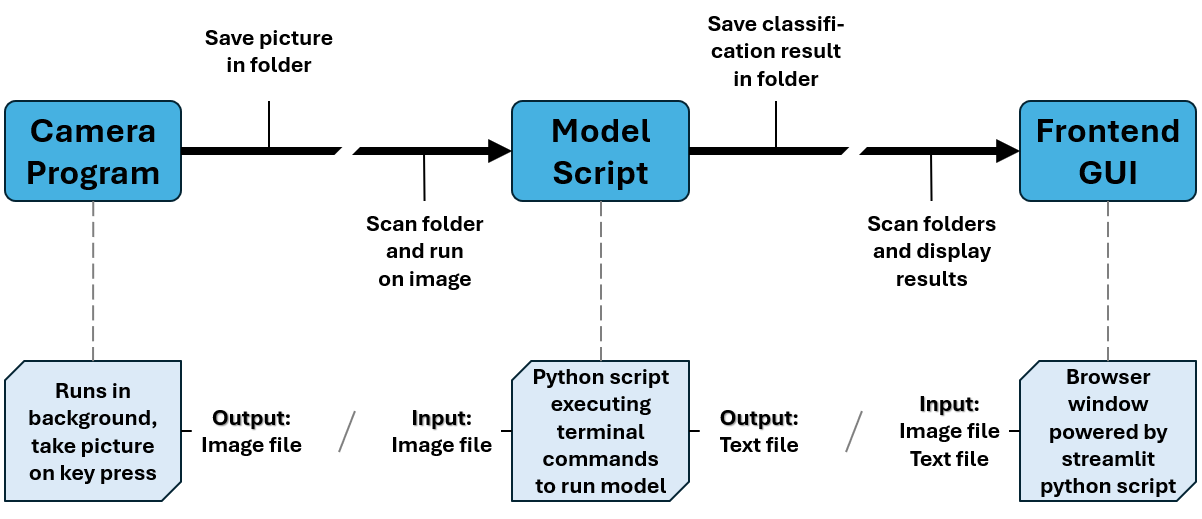 Save picture
in folder
Save classifi-
cation result
in folder
Camera
Program
Model
Script
Frontend
GUI
Scan folder
and run
on image
Scan folders
and display
results
Runs in
background,
take picture
on key press
Output:
Image file
/
Input:
Image file
Python script
executing
terminal
commands
to run model
Output:
Text file
/
Input:
Image file
Text file
Browser
window
powered by
streamlit
python script